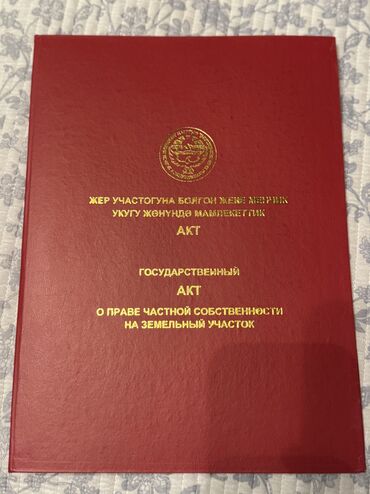 ЖЕР УЧАСТОГУНА БОЛГОН ЖЕКЕ МЕНЧИК
УКУГУ ЖӨНҮНДӨ МАМЛЕКЕТТИК
АКТ
ГОСУДАРСТВЕННЫЙ
АКТ
О ПРАВЕ ЧАСТНОЙ СОБСТВЕННОСТИ
НА ЗЕМЕЛЬНЫЙ УЧАСТОК